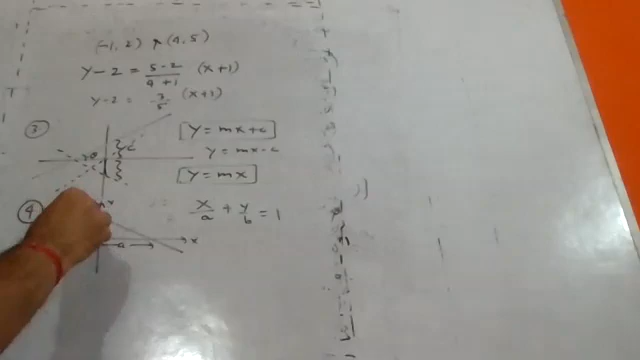 (-1, 2) & (4, 5)
y-2 = 5-2/4+1 (x+1)
y-2 = 3/5 (x+1)
③
c
y = mx+c
y = mx-c
y = mx
④
x/a + y/b = 1
y
a
x